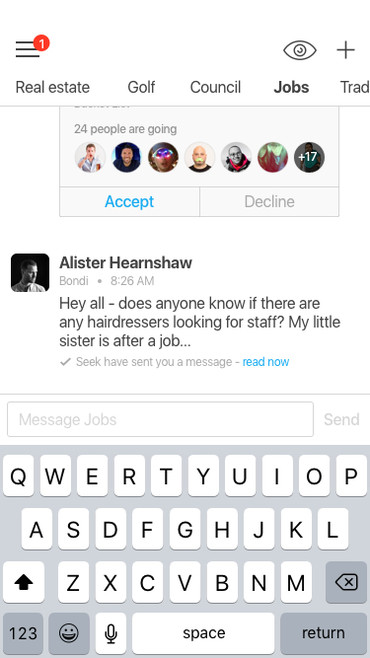 1
Real estate Golf Council Jobs Trad
24 people are going
+17
Accept Decline
Alister Hearnshaw
Bondi • 8:26 AM
Hey all - does anyone know if there are
any hairdressers looking for staff? My little
sister is after a job...
Seek have sent you a message - read now
Message Jobs Send
Q W E R T Y U I O P
A S D F G H J K L
Z X C V B N M
123 space return